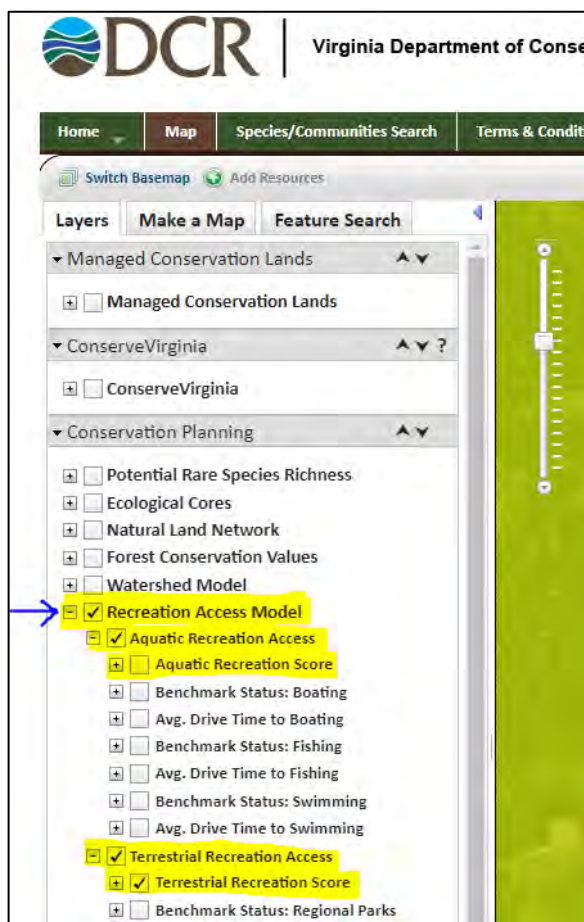 DCR
Virginia Department of Conse
Home Map Species/Communities Search Terms & Condit
Switch Basemap Add Resources
Layers Make a Map Feature Search
Managed Conservation Lands
Managed Conservation Lands
ConserveVirginia ?
ConserveVirginia
Conservation Planning
Potential Rare Species Richness
Ecological Cores
Natural Land Network
Forest Conservation Values
Watershed Model
Recreation Access Model
Aquatic Recreation Access
Aquatic Recreation Score
Benchmark Status: Boating
Avg. Drive Time to Boating
Benchmark Status: Fishing
Avg. Drive Time to Fishing
Benchmark Status: Swimming
Avg. Drive Time to Swimming
Terrestrial Recreation Access
Terrestrial Recreation Score
Benchmark Status: Regional Parks